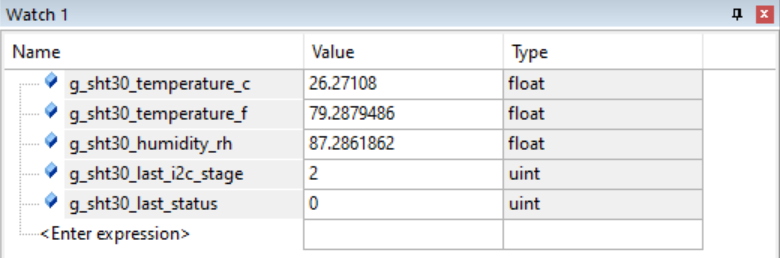 Watch 1
Name Value Type
g_sht30_temperature_c 26.27108 float
g_sht30_temperature_f 79.2879486 float
g_sht30_humidity_rh 87.2861862 float
g_sht30_last_i2c_stage 2 uint
g_sht30_last_status 0 uint
<Enter expression>